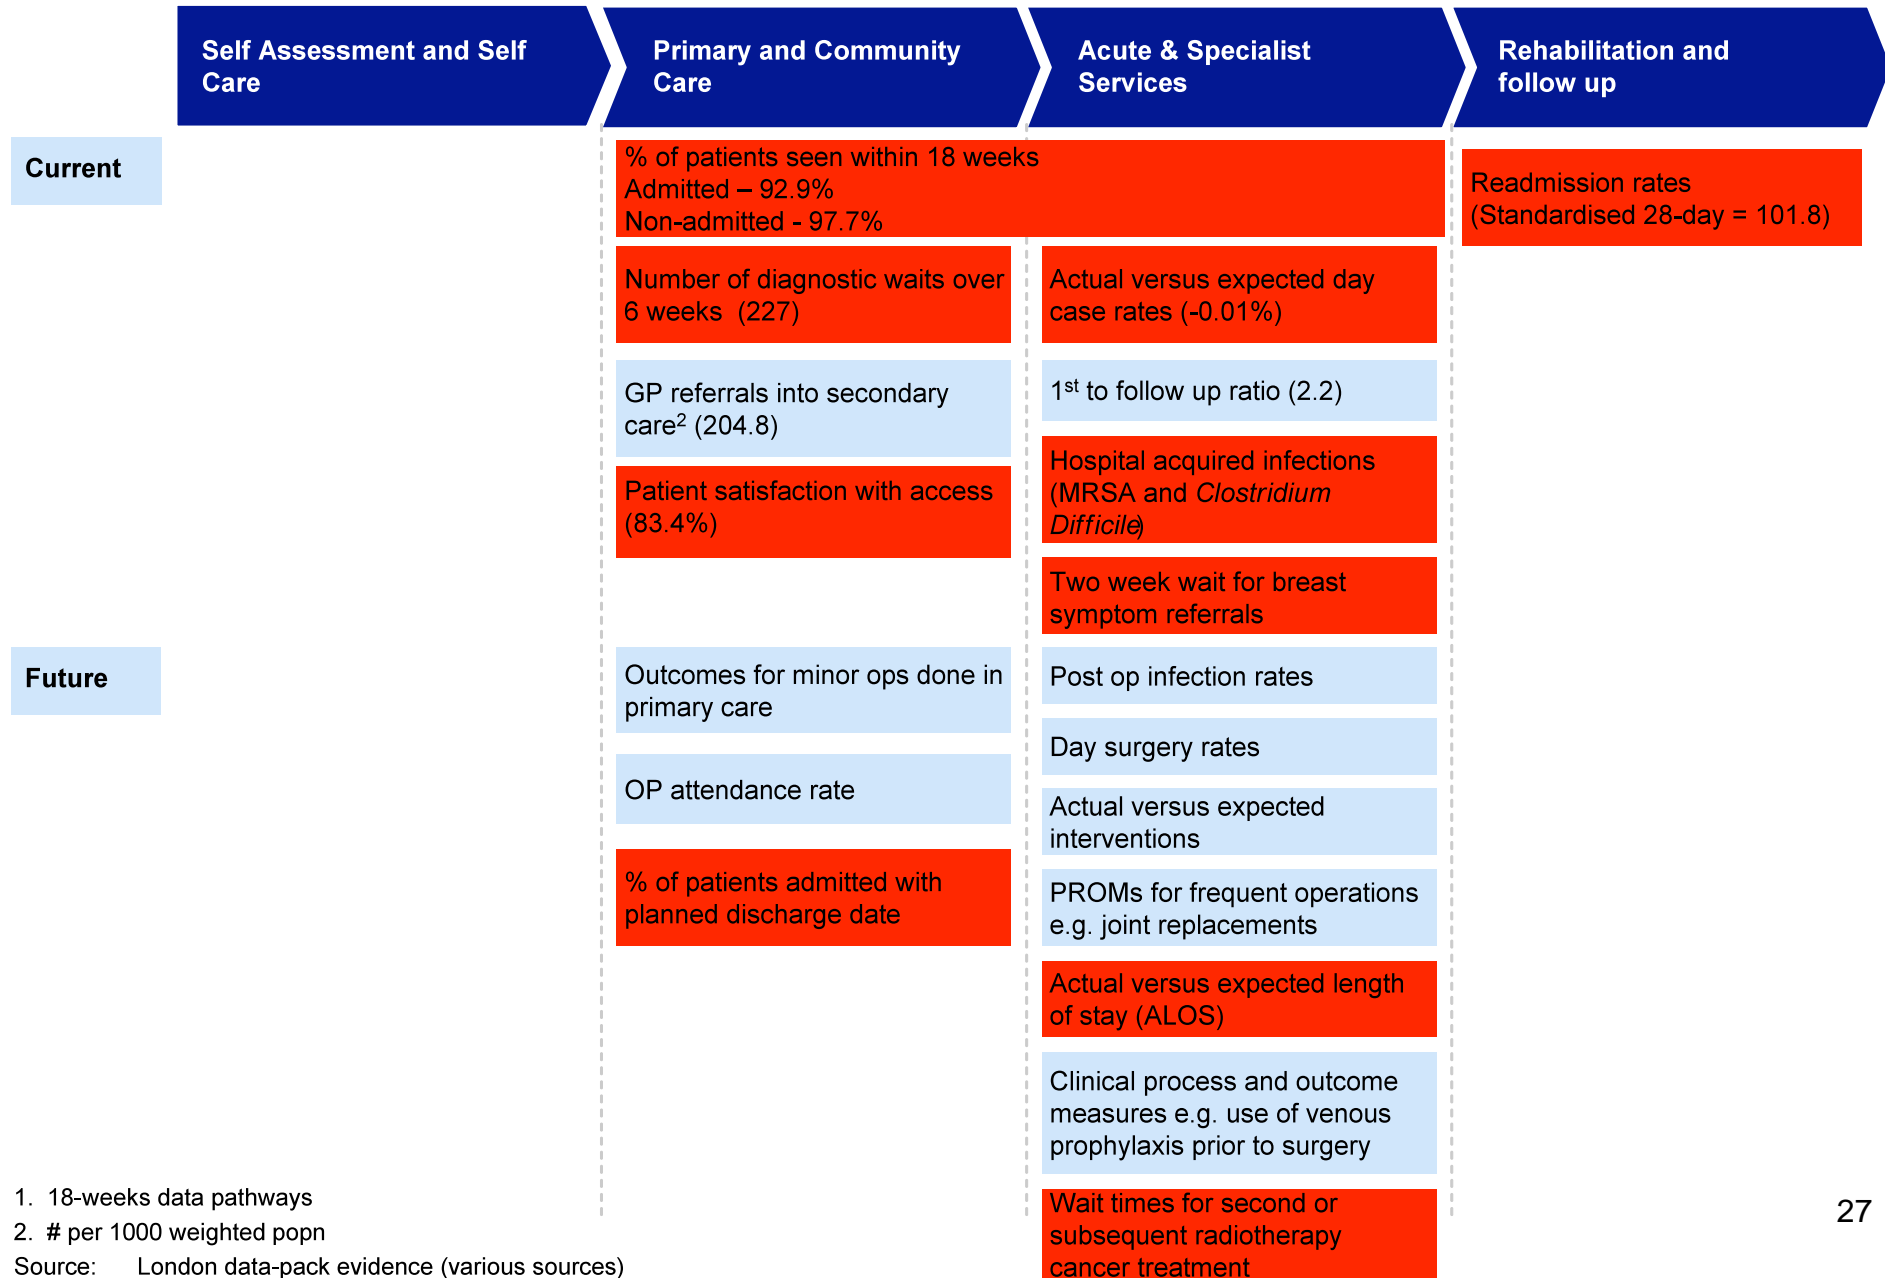 Self Assessment and Self
Care
Primary and Community
Care
Acute & Specialist
Services
Rehabilitation and
follow up
Current
% of patients seen within 18 weeks
Admitted – 92.9%
Non-admitted - 97.7%
Readmission rates
(Standardised 28-day = 101.8)
Number of diagnostic waits over
6 weeks (227)
Actual versus expected day
case rates (-0.01%)
GP referrals into secondary
care² (204.8)
1st to follow up ratio (2.2)
Patient satisfaction with access
(83.4%)
Hospital acquired infections
(MRSA and Clostridium
Difficile)
Two week wait for breast
symptom referrals
Future
Outcomes for minor ops done in
primary care
OP attendance rate
% of patients admitted with
planned discharge date
Post op infection rates
Day surgery rates
Actual versus expected
interventions
PROMs for frequent operations
e.g. joint replacements
Actual versus expected length
of stay (ALOS)
Clinical process and outcome
measures e.g. use of venous
prophylaxis prior to surgery
Wait times for second or
subsequent radiotherapy
cancer treatment
1. 18-weeks data pathways
2. # per 1000 weighted popn
Source: London data-pack evidence (various sources)
27